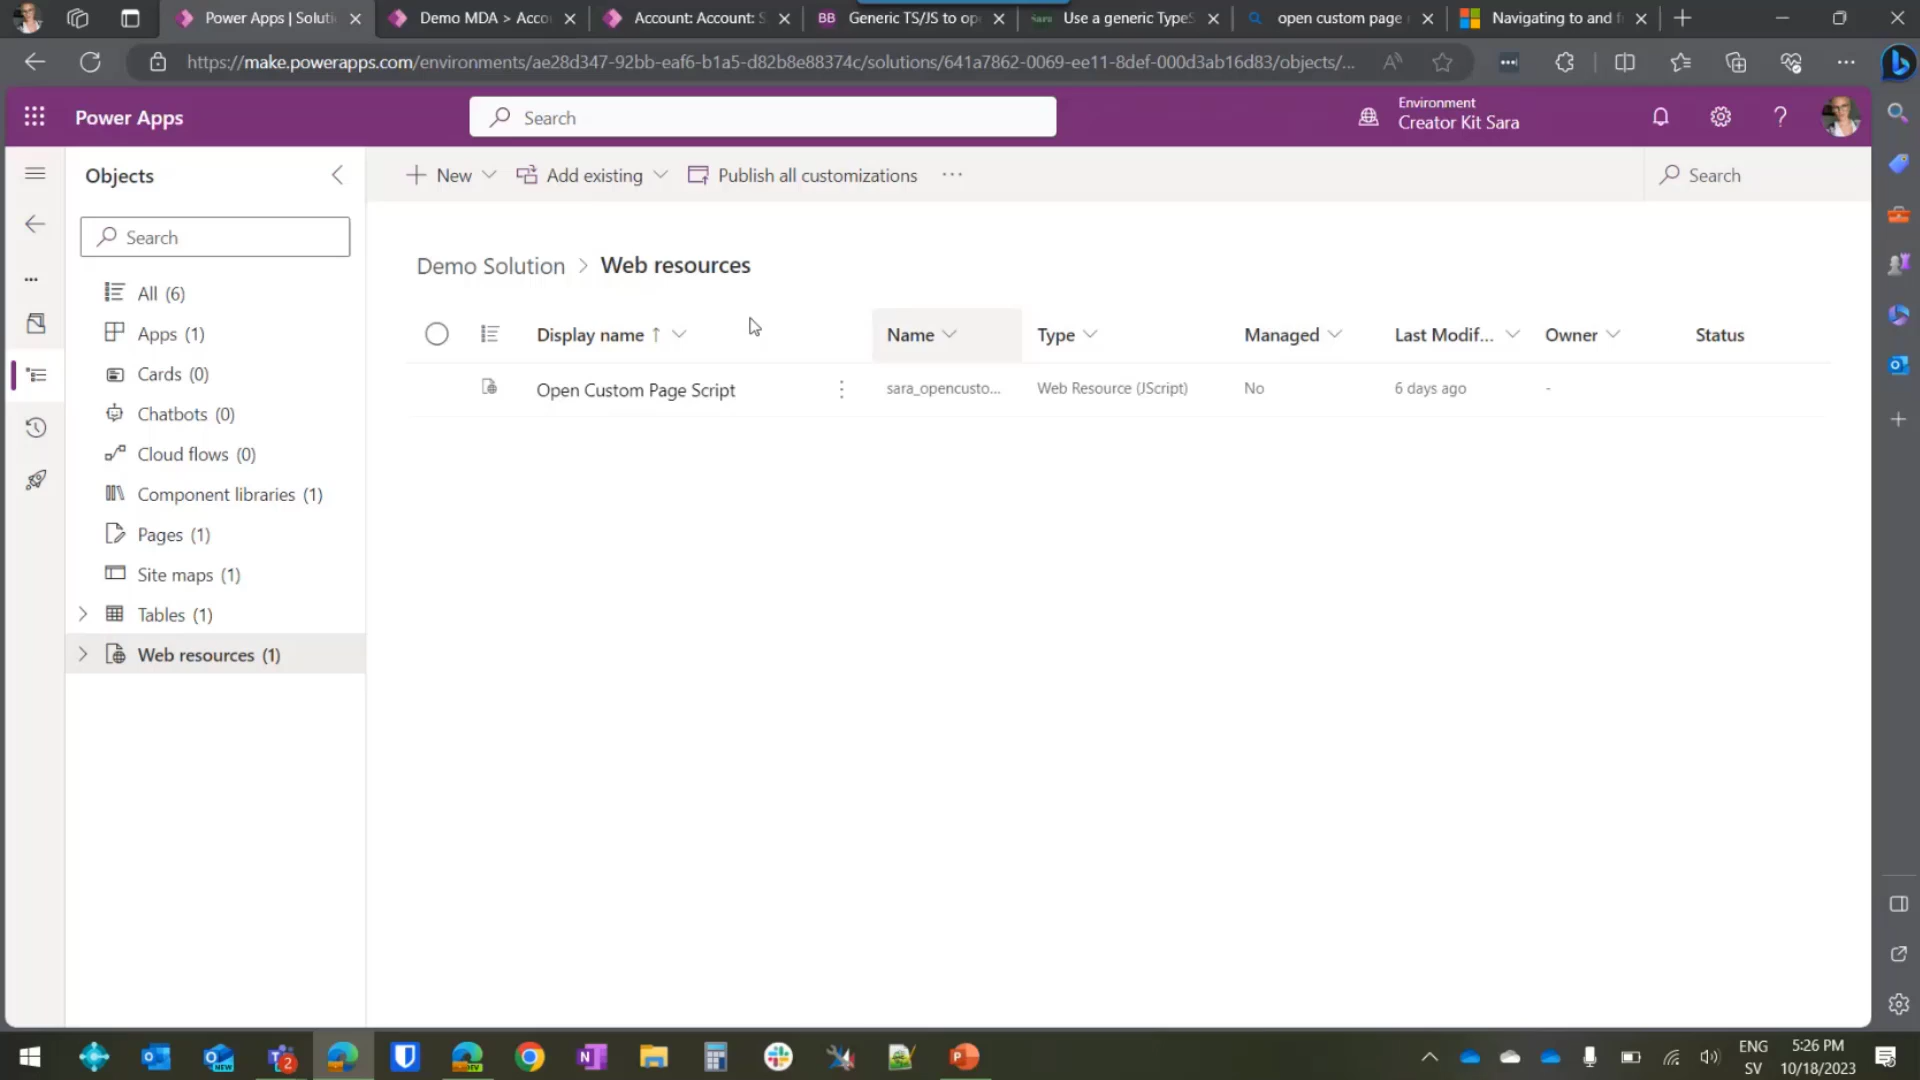 Power Apps | Soluti
Demo MDA > Acco
Account: Account: S
BB
Generic TS/JS to op
Sara
Use a generic TypeS
open custom page
Navigating to and f
https://make.powerapps.com/environments/ae28d347-92bb-eaf6-b1a5-d82b8e88374c/solutions/641a7862-0069-ee11-8def-000d3ab16d83/objects/...
Power Apps
Search
Environment
Creator Kit Sara
Objects
New
Add existing
Publish all customizations
Search
Search
All (6)
Apps (1)
Cards (0)
Chatbots (0)
Cloud flows (0)
Component libraries (1)
Pages (1)
Site maps (1)
Tables (1)
Web resources (1)
Demo Solution > Web resources
Display name ↑
Name
Type
Managed
Last Modif...
Owner
Status
Open Custom Page Script
sara_opencusto...
Web Resource (JScript)
No
6 days ago
-
NEW
2
DEV
ENG
SV
5:26 PM
10/18/2023